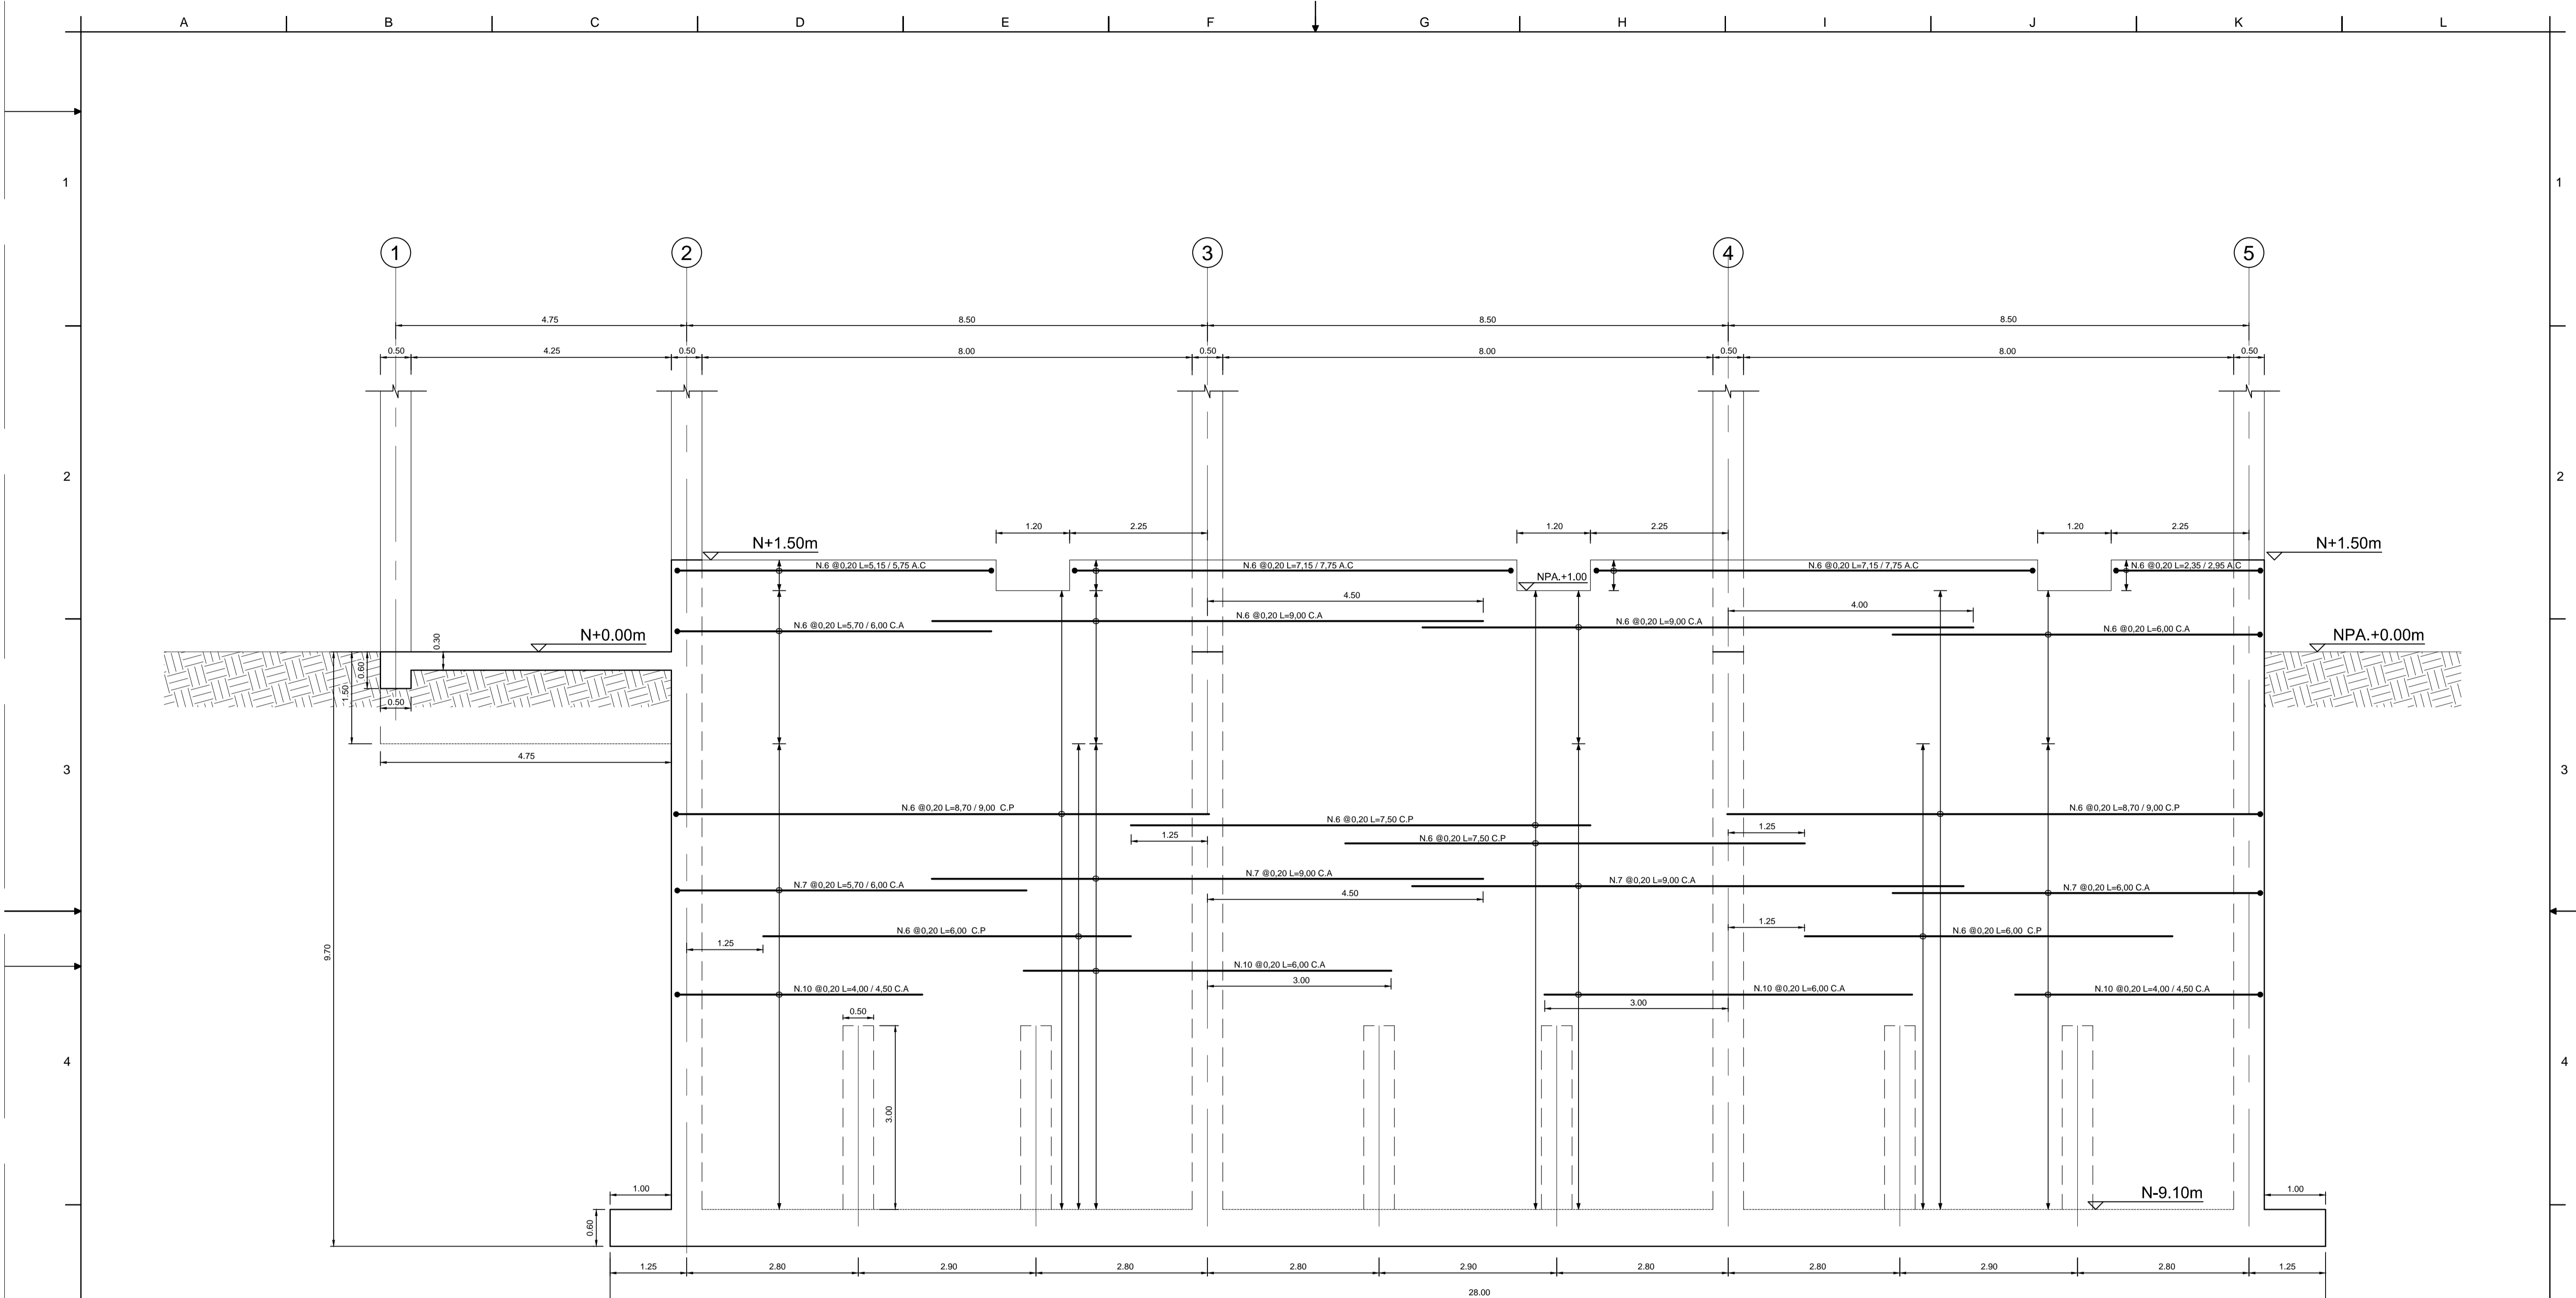 A B C D E F G H I J K L
1 1
1 2 3 4 5
4.75 8.50 8.50 8.50
0.50 4.25 0.50 8.00 0.50 8.00 0.50 8.00 0.50
2 2
1.20 2.25 1.20 2.25 1.20 2.25
N+1.50m N+1.50m
N.6 @0,20 L=5,15 / 5,75 A.C N.6 @0,20 L=7,15 / 7,75 A.C N.6 @0,20 L=7,15 / 7,75 A.C N.6 @0,20 L=2,35 / 2,95 A.C
NPA.+1.00
4.50 4.00
N.6 @0,20 L=9,00 C.A N.6 @0,20 L=9,00 C.A
N.6 @0,20 L=5,70 / 6,00 C.A N.6 @0,20 L=6,00 C.A
N+0.00m NPA.+0.00m
0.30
0.60
1.50
0.50
4.75
3 3
N.6 @0,20 L=8,70 / 9,00 C.P N.6 @0,20 L=8,70 / 9,00 C.P
N.6 @0,20 L=7,50 C.P
1.25 N.6 @0,20 L=7,50 C.P 1.25
N.7 @0,20 L=9,00 C.A N.7 @0,20 L=9,00 C.A
N.7 @0,20 L=5,70 / 6,00 C.A N.7 @0,20 L=6,00 C.A
4.50
1.25
N.6 @0,20 L=6,00 C.P N.6 @0,20 L=6,00 C.P
1.25
9.70
N.10 @0,20 L=6,00 C.A
3.00
N.10 @0,20 L=4,00 / 4,50 C.A N.10 @0,20 L=6,00 C.A N.10 @0,20 L=4,00 / 4,50 C.A
3.00
0.50
4 4
3.00
1.00 N-9.10m 1.00
0.60
1.25 2.80 2.90 2.80 2.80 2.90 2.80 2.80 2.90 2.80 1.25
28.00